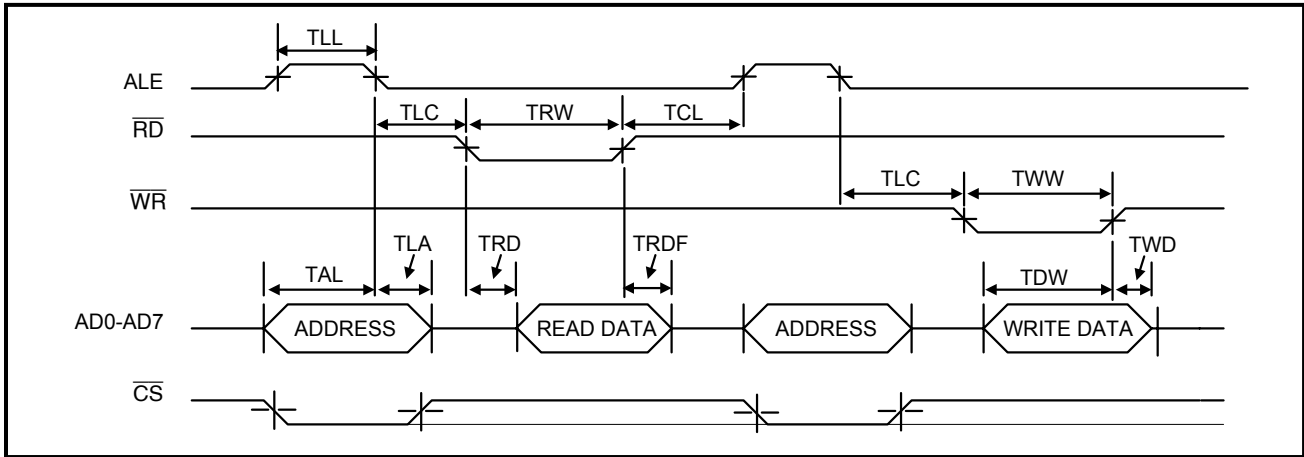 TLL
ALE
TLC TRW TCL
RD
TLC TWW
WR
TLA TRD TRDF TWD
TAL TDW
AD0-AD7 ADDRESS READ DATA ADDRESS WRITE DATA
CS